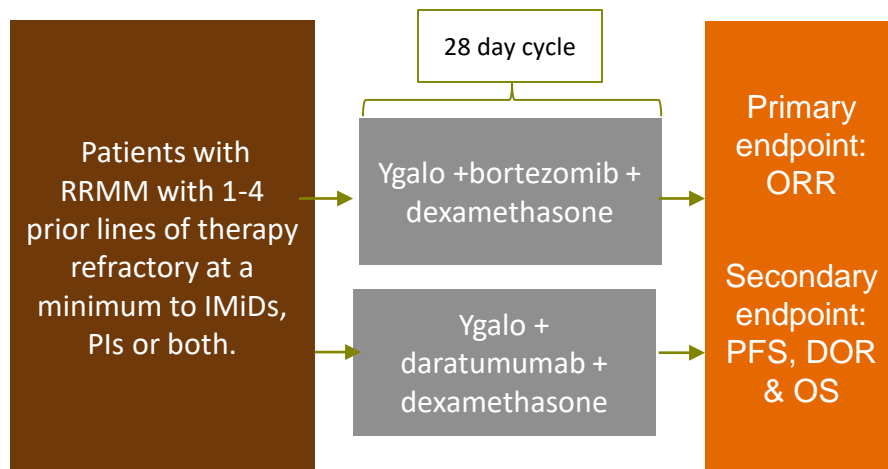 28 day cycle
Patients with
RRMM with 1-4
prior lines of therapy
refractory at a
minimum to IMiDs,
PIs or both.
Ygalo +bortezomib +
dexamethasone
Ygalo +
daratumumab +
dexamethasone
Primary
endpoint:
ORR
Secondary
endpoint:
PFS, DOR
& OS